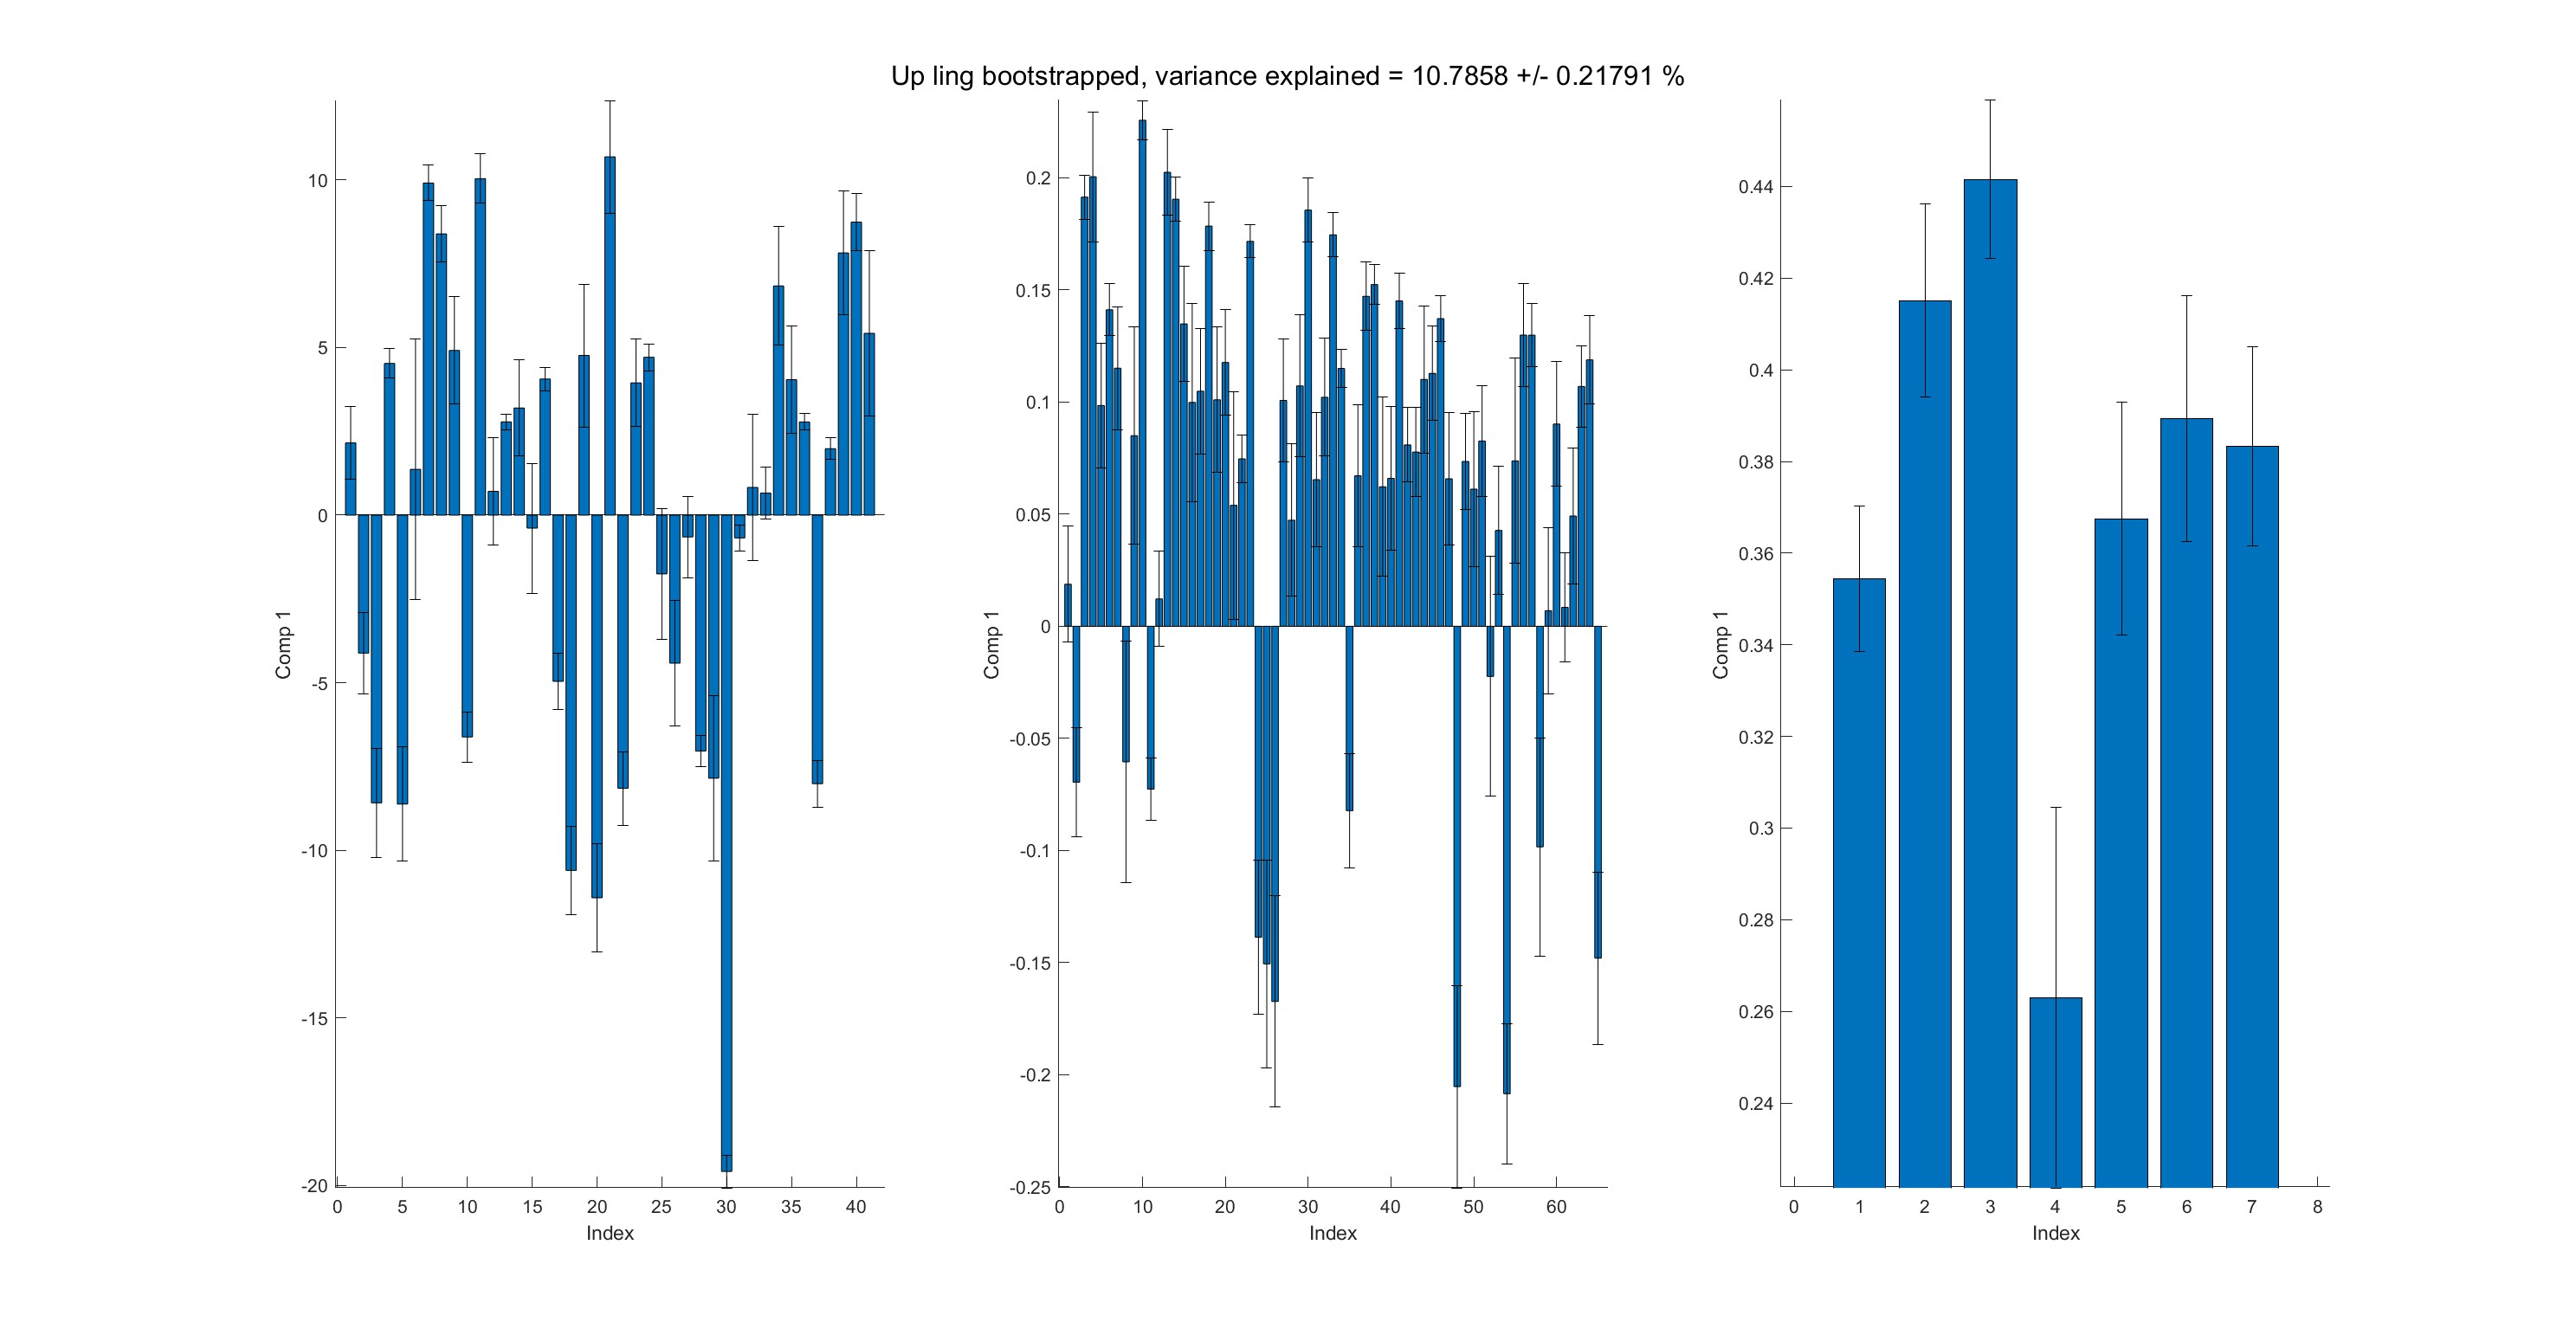 Up ling bootstrapped, variance explained = 10.7858 +/- 0.21791 %
10
5
0
-5
-10
-15
-20
Comp 1
0 5 10 15 20 25 30 35 40
Index
0.2
0.15
0.1
0.05
0
-0.05
-0.1
-0.15
-0.2
-0.25
Comp 1
0 10 20 30 40 50 60
Index
0.44
0.42
0.4
0.38
0.36
0.34
0.32
0.3
0.28
0.26
0.24
Comp 1
0 1 2 3 4 5 6 7 8
Index